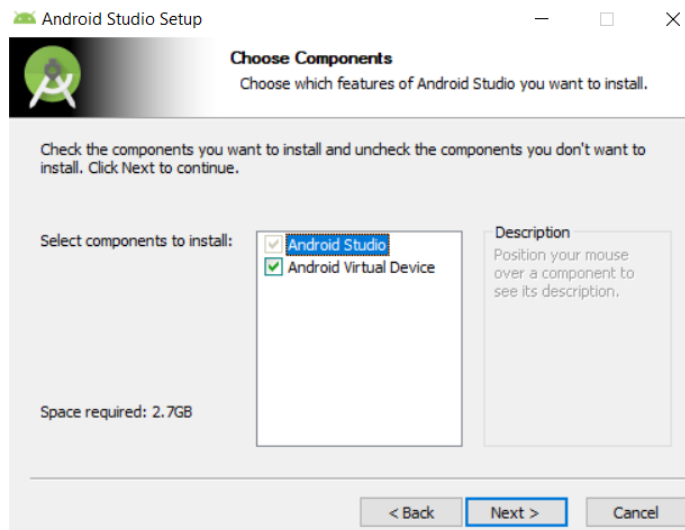 Android Studio Setup
Choose Components
Choose which features of Android Studio you want to install.
Check the components you want to install and uncheck the components you don't want to
install. Click Next to continue.
Select components to install:
Android Studio
Android Virtual Device
Description
Position your mouse
over a component to
see its description.
Space required: 2.7GB
< Back
Next >
Cancel